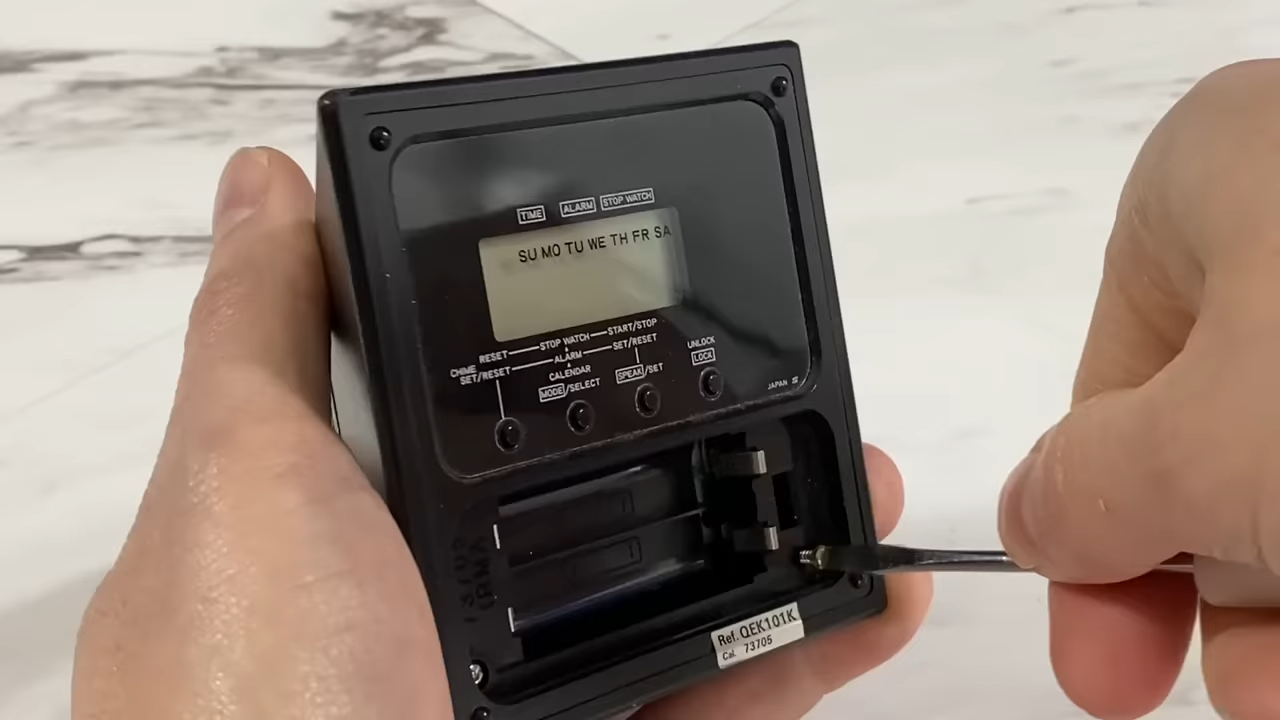 TIME ALARM STOP WATCH
SU MO TU WE TH FR SA
RESET STOP WATCH START/STOP
CHIME SET/RESET ALARM SET/RESET
CALENDAR
MODE/SELECT SPEAK/SET
UNLOCK
LOCK
JAPAN S
Ref. QEK101K
Cal. 73705